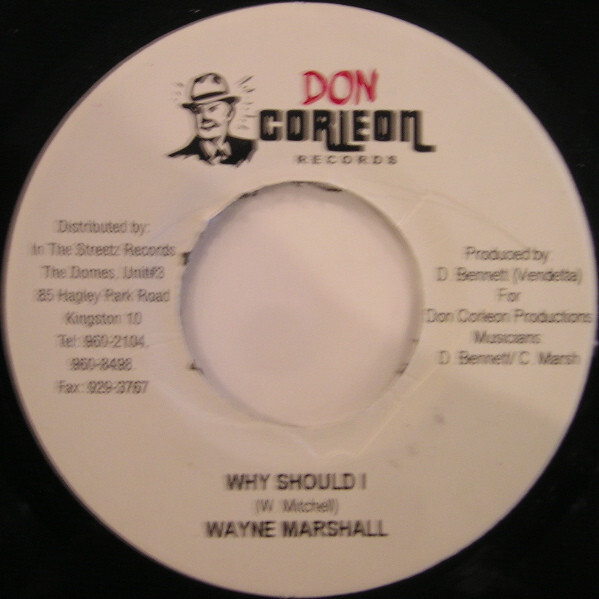 DON
CORLEON
RECORDS
Distributed by:
In The Streetz Records
The Domes, Unit#3
85 Hagley Park Road
Kingston 10
Tel: 960-2104,
960-8498
Fax: 929-3767
Produced by
D. Bennett (Vendetta)
For
Don Corleon Productions
Musicians
D. Bennett/ C. Marsh
WHY SHOULD I
(W. Mitchell)
WAYNE MARSHALL